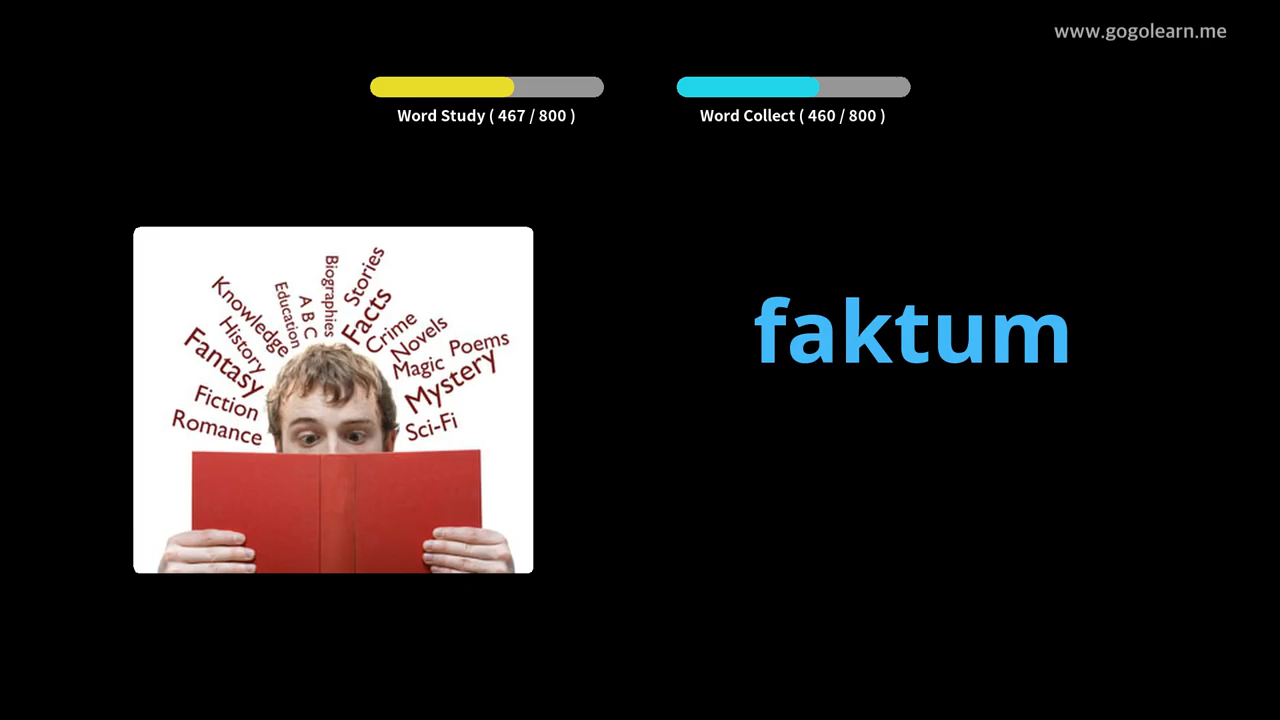 www.gogolearn.me
Word Study ( 467 / 800 )
Word Collect ( 460 / 800 )
faktum
Romance
Fiction
Fantasy
History
Knowledge
Education
A B C
Biographies
Stories
Facts
Crime
Novels
Magic
Poems
Mystery
Sci-Fi